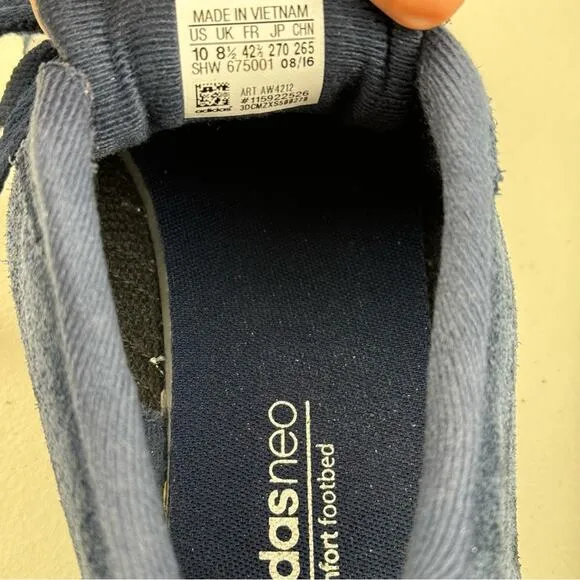 MADE IN VIETNAM
US UK FR JP CHN
10 8½ 42⅔ 270 265
SHW 675001 08/16
ART AW4212
#115922526
adidas
dasneo
nfort footbed